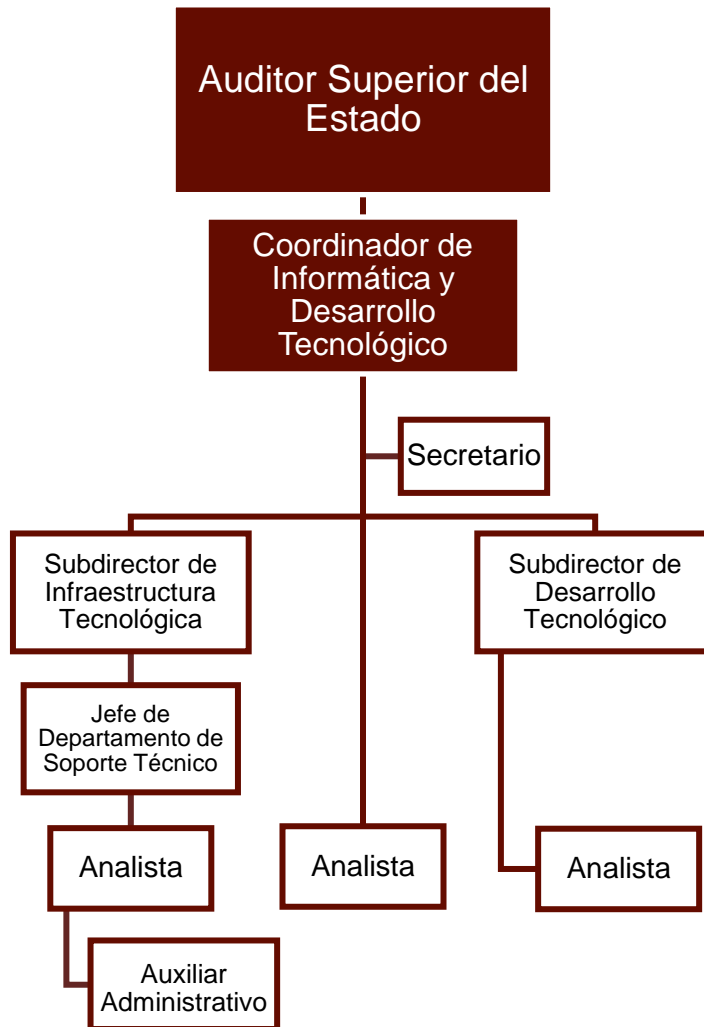 Auditor Superior del
Estado
Coordinador de
Informática y
Desarrollo
Tecnológico
Secretario
Subdirector de
Infraestructura
Tecnológica
Subdirector de
Desarrollo
Tecnológico
Jefe de
Departamento de
Soporte Técnico
Analista
Analista
Analista
Auxiliar
Administrativo